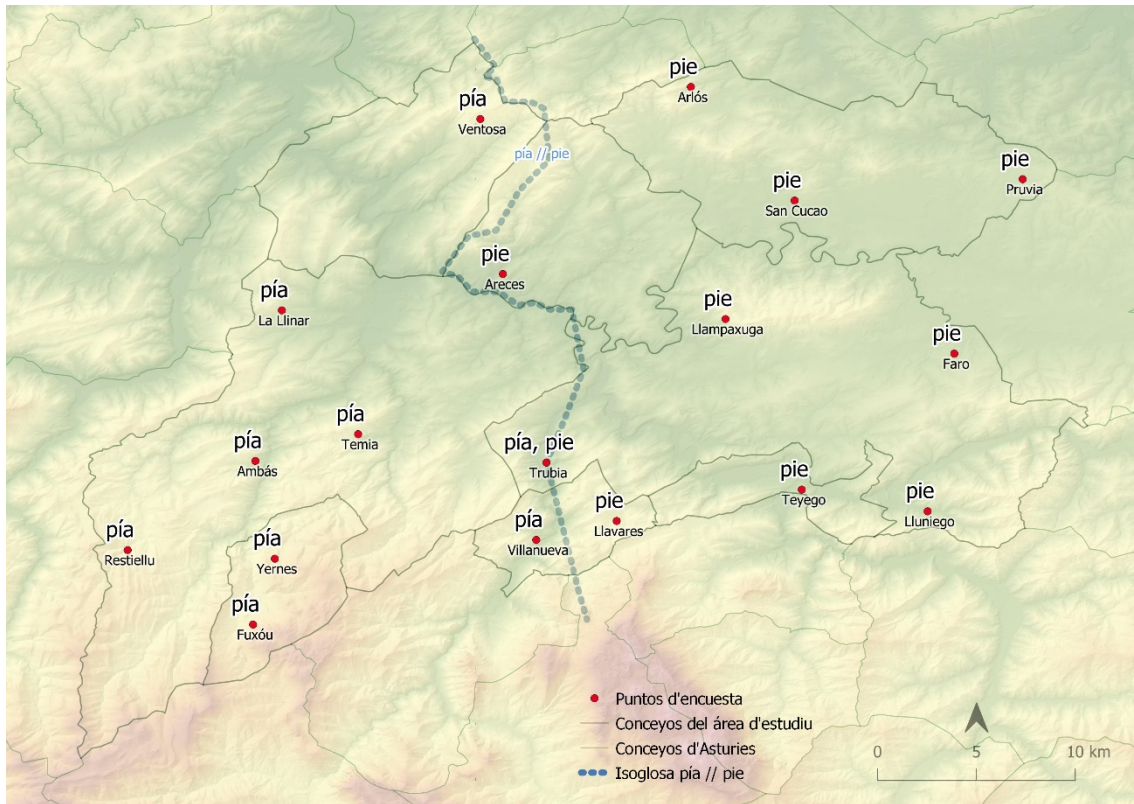 pie
Arlós
pía
Ventosa
pía // pie
pie
Pruvia
pie
San Cucao
pie
Areces
pía
La Llinar
pie
Llampaxuga
pie
Faro
pía
Temia
pía
Ambás
pía, pie
Trubia
pie
Teyego
pie
Lluniego
pie
Llavares
pía
Villanueva
pía
Restiellu
pía
Yernes
pía
Fuxóu
Puntos d'encuesta
Conceyos del área d'estudiu
Conceyos d'Asturies
Isoglosa pía // pie
0 5 10 km